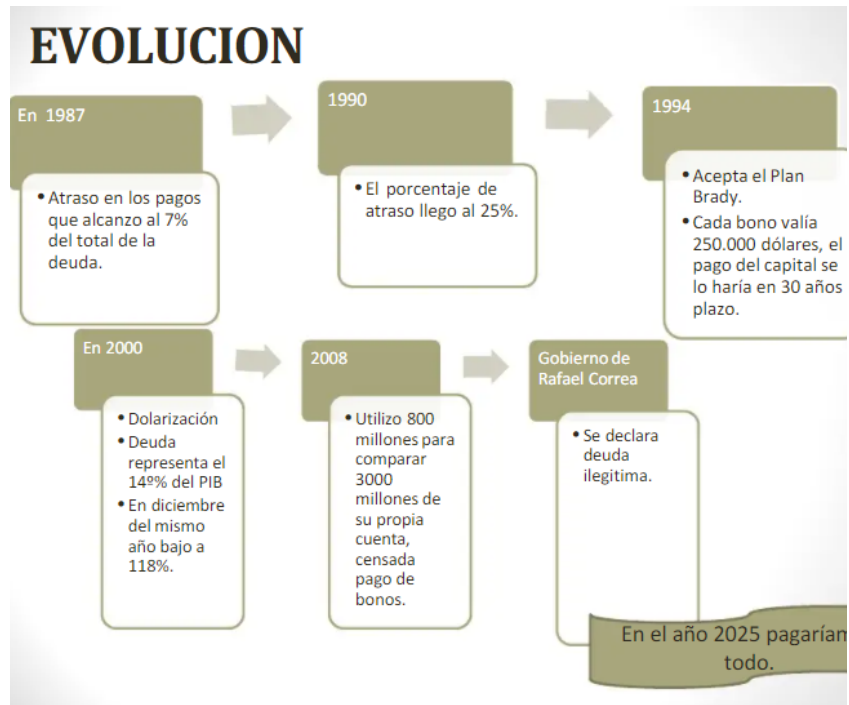 EVOLUCION
En 1987
• Atraso en los pagos
que alcanzo al 7%
del total de la
deuda.
1990
• El porcentaje de
atraso llego al 25%.
1994
• Acepta el Plan
Brady.
• Cada bono valía
250.000 dólares, el
pago del capital se
lo haría en 30 años
plazo.
En 2000
• Dolarización
• Deuda
representa el
14º% del PIB
• En diciembre
del mismo
año bajo a
118%.
2008
• Utilizo 800
millones para
comparar
3000
millones de
su propia
cuenta,
censada
pago de
bonos.
Gobierno de
Rafael Correa
• Se declara
deuda
ilegitima.
En el año 2025 pagaríam
todo.